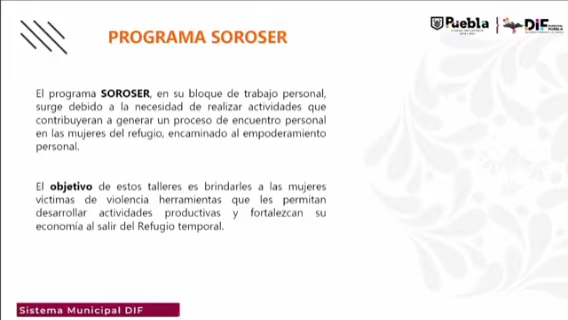 PROGRAMA SOROSER
Puebla
DIF
El programa SOROSER, en su bloque de trabajo personal,
surge debido a la necesidad de realizar actividades que
contribuyeran a generar un proceso de encuentro personal
en las mujeres del refugio, encaminado al empoderamiento
personal.
El objetivo de estos talleres es brindarles a las mujeres
victimas de violencia herramientas que les permitan
desarrollar actividades productivas y fortalezcan su
economía al salir del Refugio temporal.
Sistema Municipal DIF